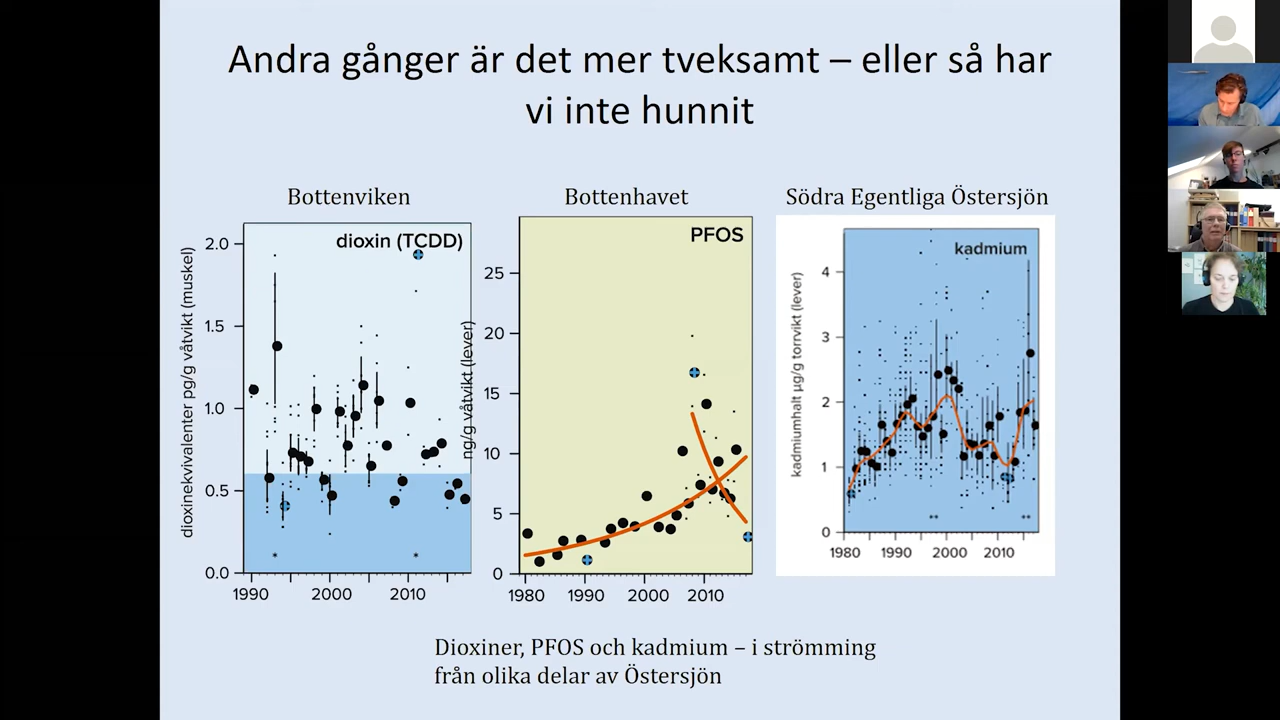 Andra gånger är det mer tveksamt – eller så har
vi inte hunnit
Bottenviken
Bottenhavet
Södra Egentliga Östersjön
dioxin (TCDD)
dioxinekvivalenter pg/g våtvikt (muskel)
2.0
1.5
1.0
0.5
0.0
*
*
1990
2000
2010
PFOS
ng/g våtvikt (lever)
25
20
15
10
5
0
1980
1990
2000
2010
kadmium
kadmiumhalt µg/g torrvikt (lever)
4
3
2
1
0
**
**
1980
1990
2000
2010
Dioxiner, PFOS och kadmium – i strömming
från olika delar av Östersjön